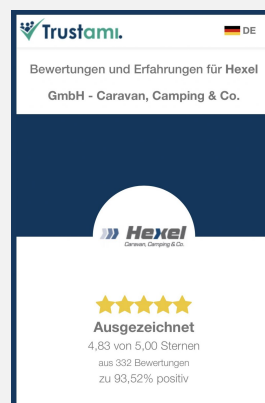 Trustami.
DE
Bewertungen und Erfahrungen für Hexel
GmbH - Caravan, Camping & Co.
Hexel
Caravan, Camping & Co.
Ausgezeichnet
4,83 von 5,00 Sternen
aus 332 Bewertungen
zu 93,52% positiv